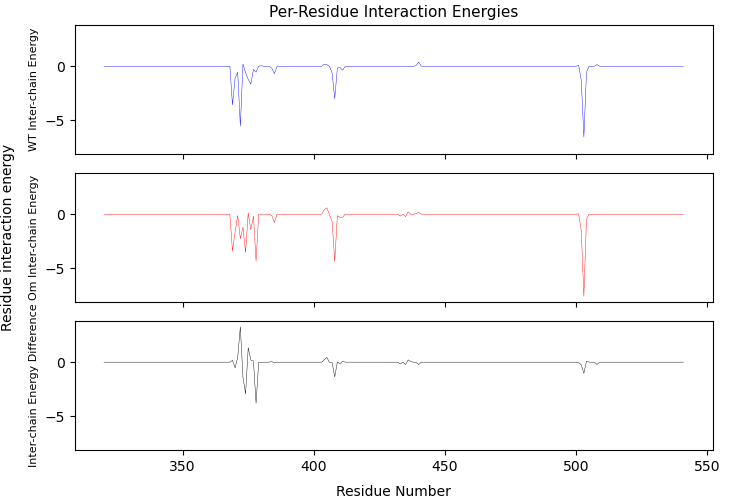 Per-Residue Interaction Energies
Residue interaction energy
WT Inter-chain Energy
0
−5
Om Inter-chain Energy
0
−5
Inter-chain Energy Difference
0
−5
350
400
450
500
550
Residue Number